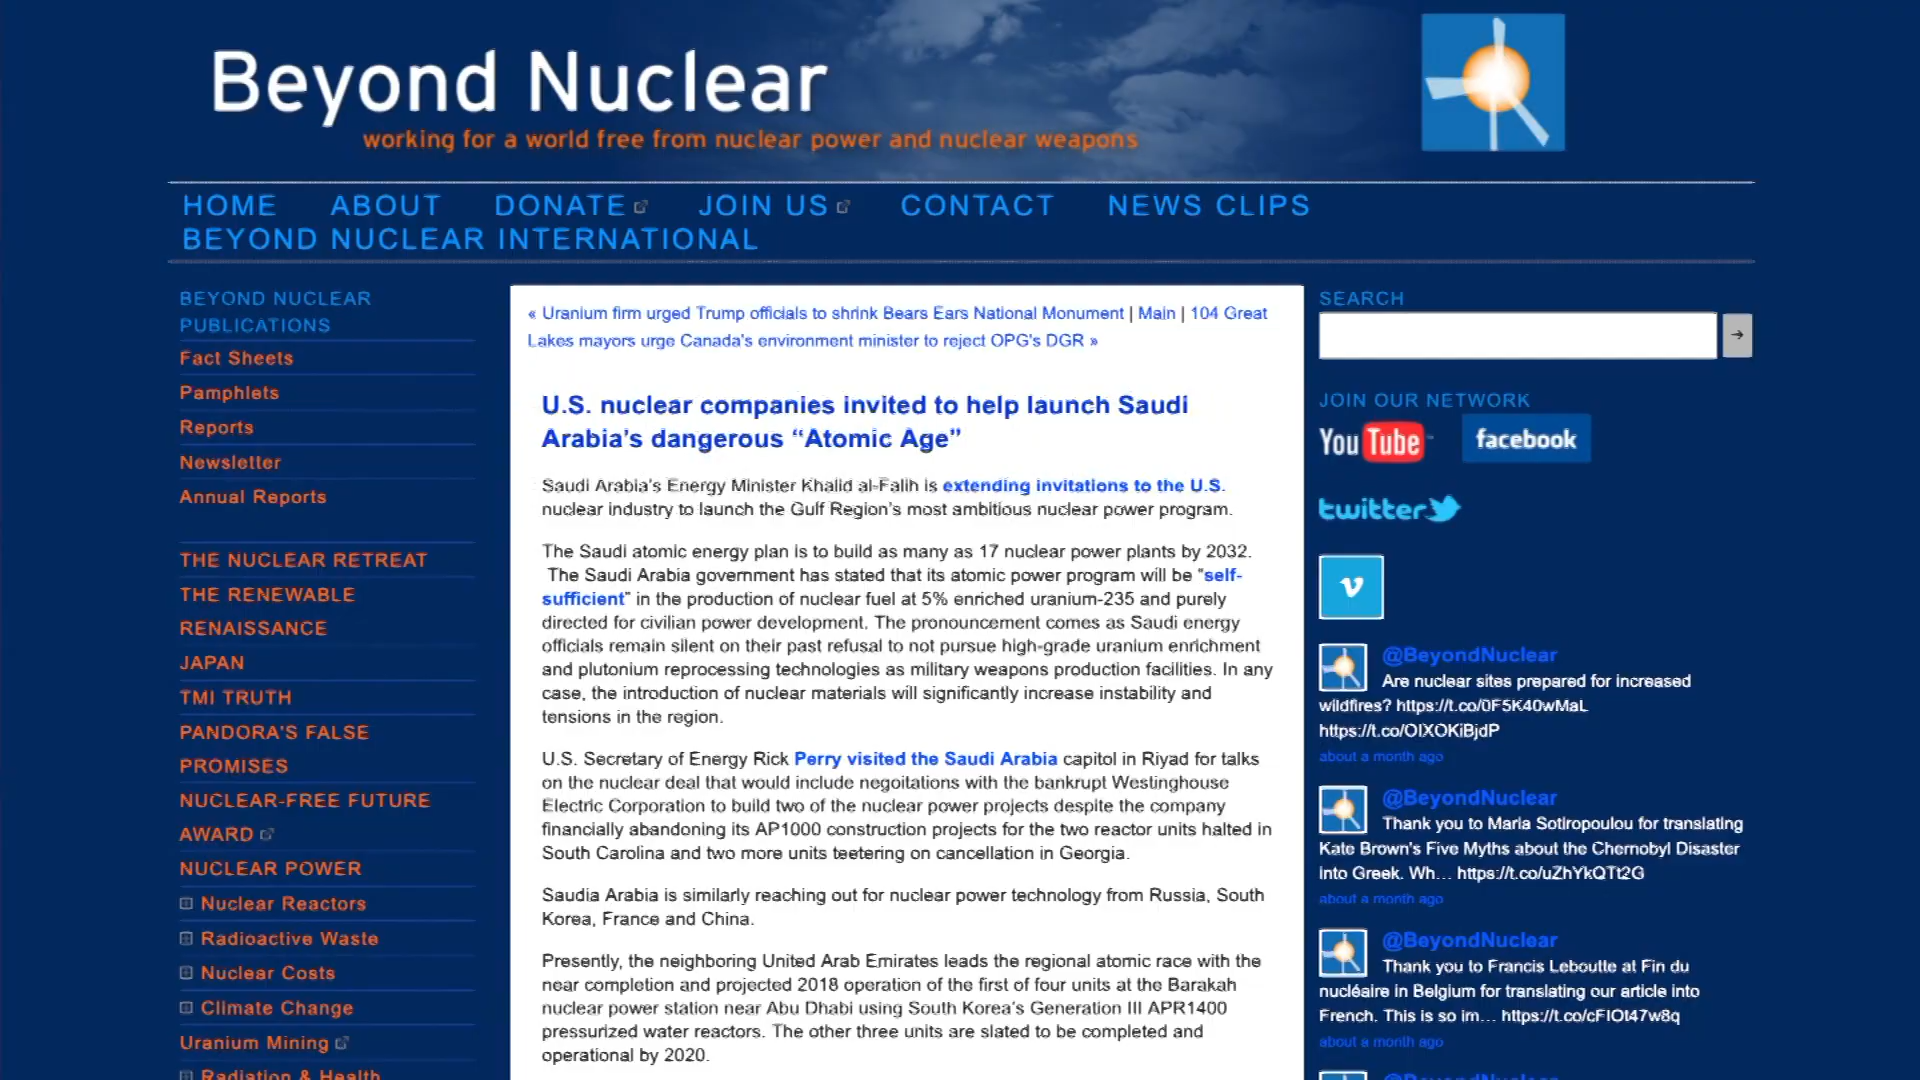 Beyond Nuclear
working for a world free from nuclear power and nuclear weapons
HOME ABOUT DONATE JOIN US CONTACT NEWS CLIPS
BEYOND NUCLEAR INTERNATIONAL
BEYOND NUCLEAR
PUBLICATIONS
Fact Sheets
Pamphlets
Reports
Newsletter
Annual Reports
THE NUCLEAR RETREAT
THE RENEWABLE
RENAISSANCE
JAPAN
TMI TRUTH
PANDORA'S FALSE
PROMISES
NUCLEAR-FREE FUTURE
AWARD
NUCLEAR POWER
Nuclear Reactors
Radioactive Waste
Nuclear Costs
Climate Change
Uranium Mining
Radiation & Health
« Uranium firm urged Trump officials to shrink Bears Ears National Monument | Main | 104 Great
Lakes mayors urge Canada's environment minister to reject OPG's DGR »
U.S. nuclear companies invited to help launch Saudi
Arabia's dangerous “Atomic Age”
Saudi Arabia's Energy Minister Khalid al-Falih is extending invitations to the U.S.
nuclear industry to launch the Gulf Region's most ambitious nuclear power program.
The Saudi atomic energy plan is to build as many as 17 nuclear power plants by 2032.
The Saudi Arabia government has stated that its atomic power program will be “self-
sufficient” in the production of nuclear fuel at 5% enriched uranium-235 and purely
directed for civilian power development. The pronouncement comes as Saudi energy
officials remain silent on their past refusal to not pursue high-grade uranium enrichment
and plutonium reprocessing technologies as military weapons production facilities. In any
case, the introduction of nuclear materials will significantly increase instability and
tensions in the region.
U.S. Secretary of Energy Rick Perry visited the Saudi Arabia capitol in Riyad for talks
on the nuclear deal that would include negoitations with the bankrupt Westinghouse
Electric Corporation to build two of the nuclear power projects despite the company
financially abandoning its AP1000 construction projects for the two reactor units halted in
South Carolina and two more units teetering on cancellation in Georgia.
Saudia Arabia is similarly reaching out for nuclear power technology from Russia, South
Korea, France and China.
Presently, the neighboring United Arab Emirates leads the regional atomic race with the
near completion and projected 2018 operation of the first of four units at the Barakah
nuclear power station near Abu Dhabi using South Korea's Generation III APR1400
pressurized water reactors. The other three units are slated to be completed and
operational by 2020.
SEARCH
JOIN OUR NETWORK
YouTube facebook
twitter
v
@BeyondNuclear
Are nuclear sites prepared for increased
wildfires? https://t.co/0F5K40wMaL
https://t.co/OIXOKiBjdP
about a month ago
@BeyondNuclear
Thank you to Maria Sotiropoulou for translating
Kate Brown's Five Myths about the Chernobyl Disaster
into Greek. Wh... https://t.co/uZhYkQTt2G
about a month ago
@BeyondNuclear
Thank you to Francis Leboutte at Fin du
nucléaire in Belgium for translating our article into
French. This is so im... https://t.co/cFIOt47w8q
about a month ago
@BeyondNuclear